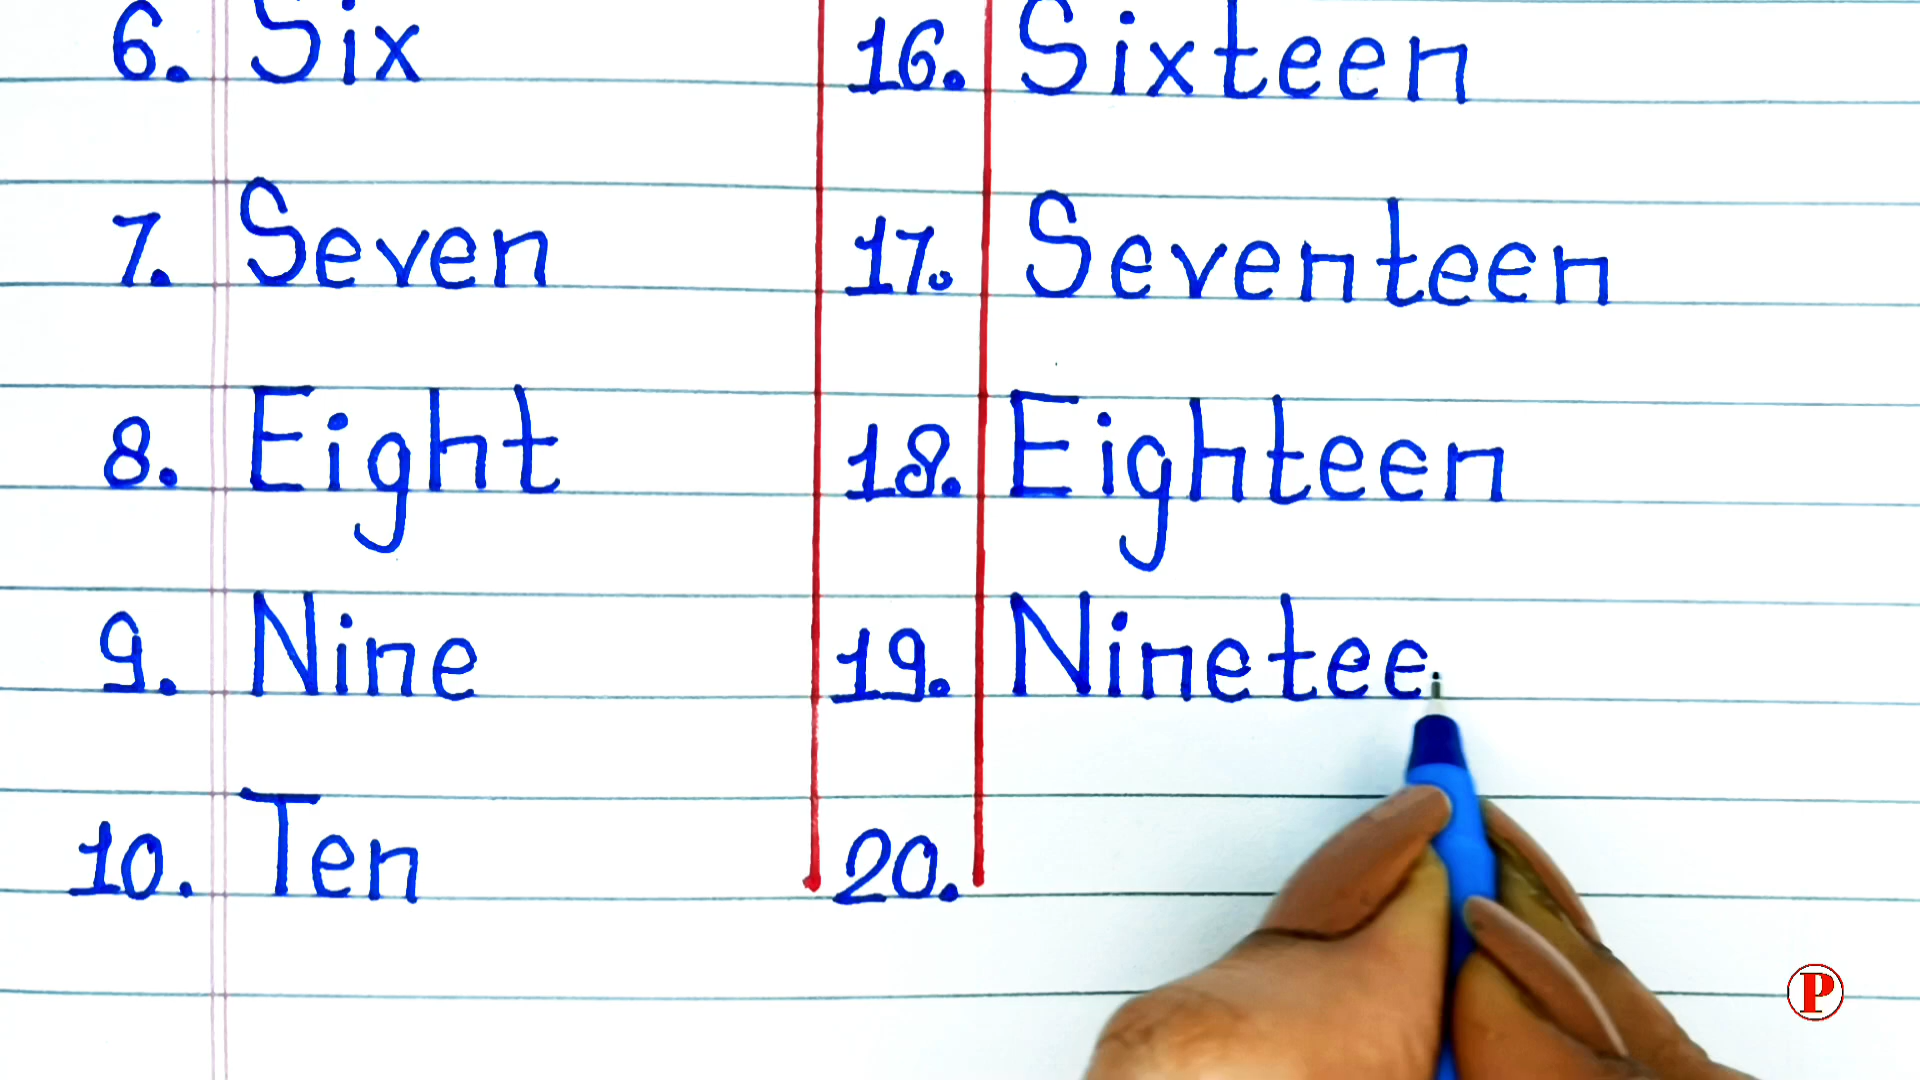 6. Six
7. Seven
8. Eight
9. Nine
10. Ten
16. Sixteen
17. Seventeen
18. Eighteen
19. Ninetee
20.
P